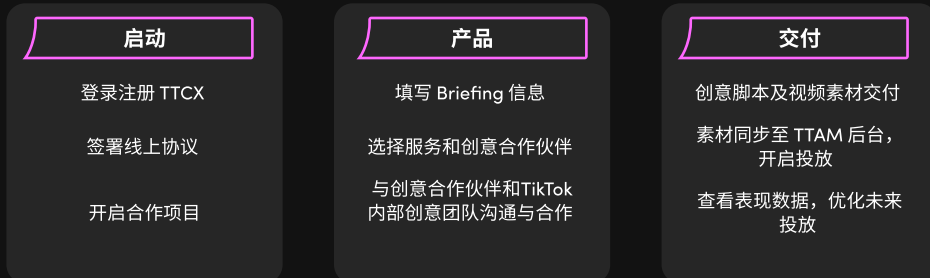 启动
登录注册 TTCX
签署线上协议
开启合作项目
产品
填写 Briefing 信息
选择服务和创意合作伙伴
与创意合作伙伴和TikTok
内部创意团队沟通与合作
交付
创意脚本及视频素材交付
素材同步至 TTAM 后台，
开启投放
查看表现数据，优化未来
投放